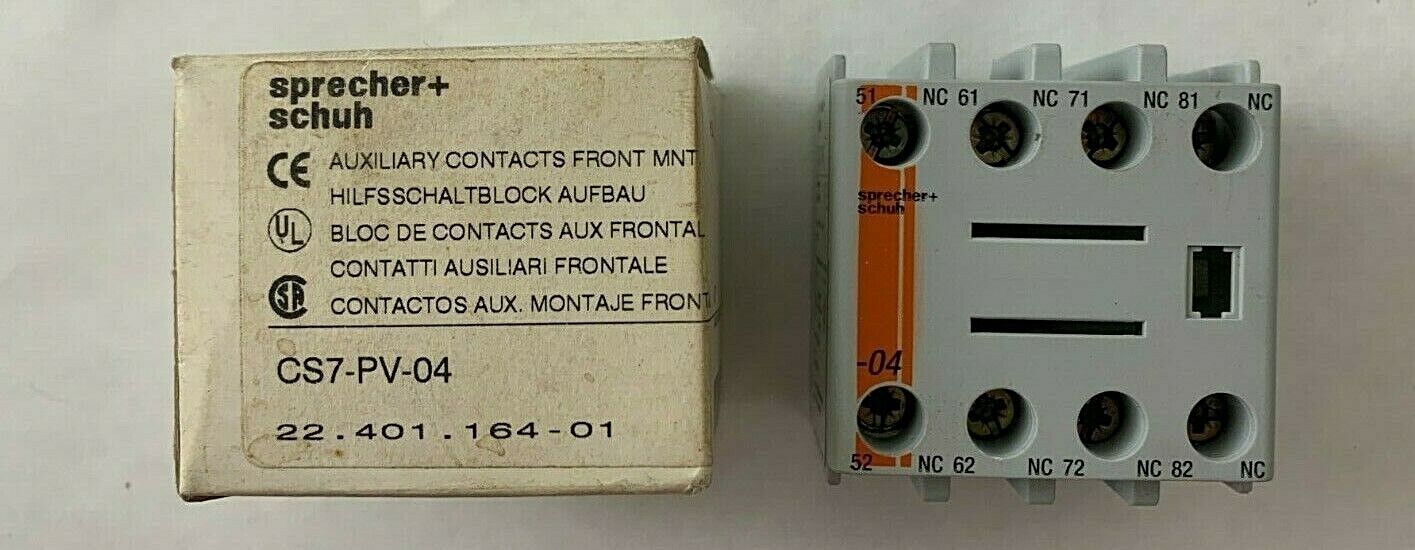 sprecher+
schuh
CE AUXILIARY CONTACTS FRONT MNT.
HILFSSCHALTBLOCK AUFBAU
UL BLOC DE CONTACTS AUX FRONTAL
CONTATTI AUSILIARI FRONTALE
SA CONTACTOS AUX. MONTAJE FRONT
CS7-PV-04
22.401.164-01
51 NC 61 NC 71 NC 81 NC
sprecher+
schuh
-04
52 NC 62 NC 72 NC 82 NC